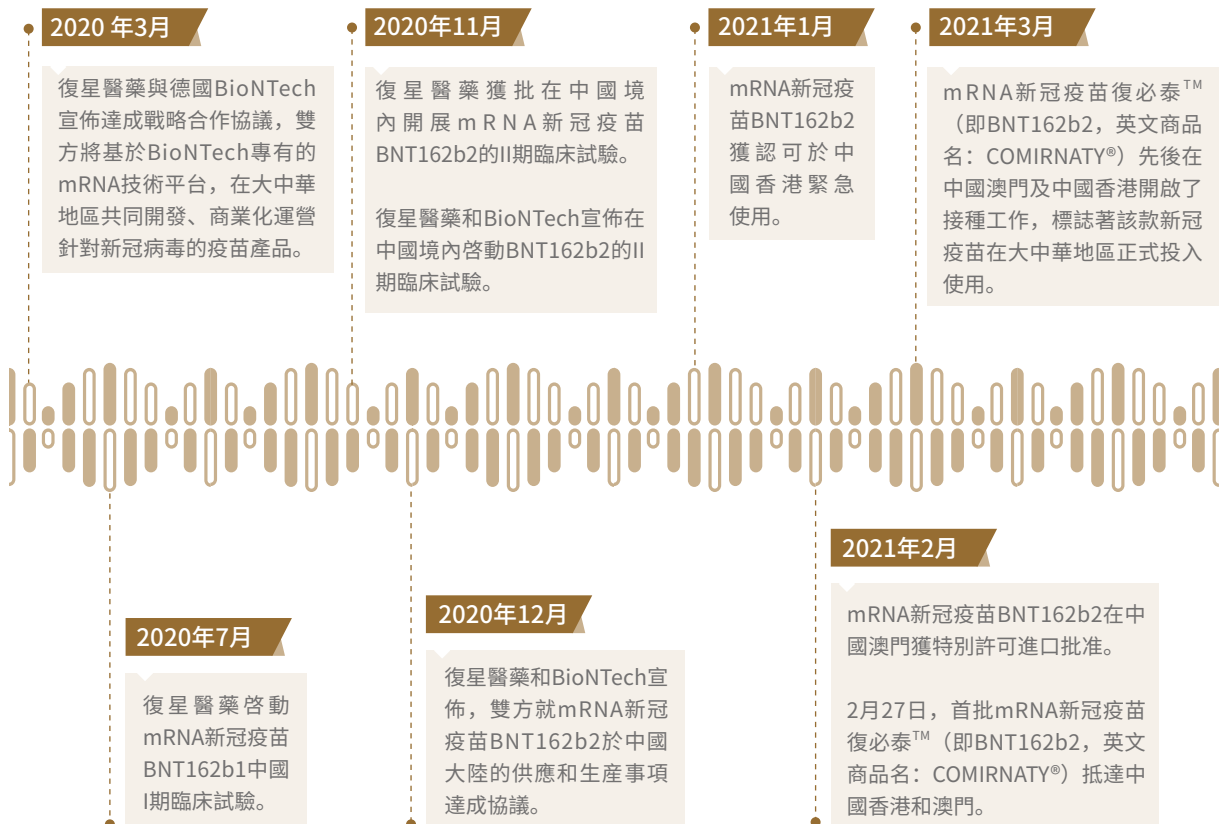 2020 年3月
復星醫藥與德國BioNTech
宣佈達成戰略合作協議，雙
方將基於BioNTech專有的
mRNA技術平台，在大中華
地區共同開發、商業化運營
針對新冠病毒的疫苗產品。
2020年11月
復星醫藥獲批在中國境
內開展mRNA新冠疫苗
BNT162b2的II期臨床試驗。
復星醫藥和BioNTech宣佈在
中國境內啓動BNT162b2的II
期臨床試驗。
2021年1月
mRNA新冠疫
苗BNT162b2
獲認可於中
國香港緊急
使用。
2021年3月
mRNA新冠疫苗復必泰™
（即BNT162b2，英文商品
名：COMIRNATY®）先後在
中國澳門及中國香港開啟了
接種工作，標誌著該款新冠
疫苗在大中華地區正式投入
使用。
2020年7月
復星醫藥啓動
mRNA新冠疫苗
BNT162b1中國
I期臨床試驗。
2020年12月
復星醫藥和BioNTech宣
佈，雙方就mRNA新冠
疫苗BNT162b2於中國
大陸的供應和生産事項
達成協議。
2021年2月
mRNA新冠疫苗BNT162b2在中
國澳門獲特別許可進口批准。
2月27日，首批mRNA新冠疫苗
復必泰™（即BNT162b2，英文
商品名：COMIRNATY®）抵達中
國香港和澳門。